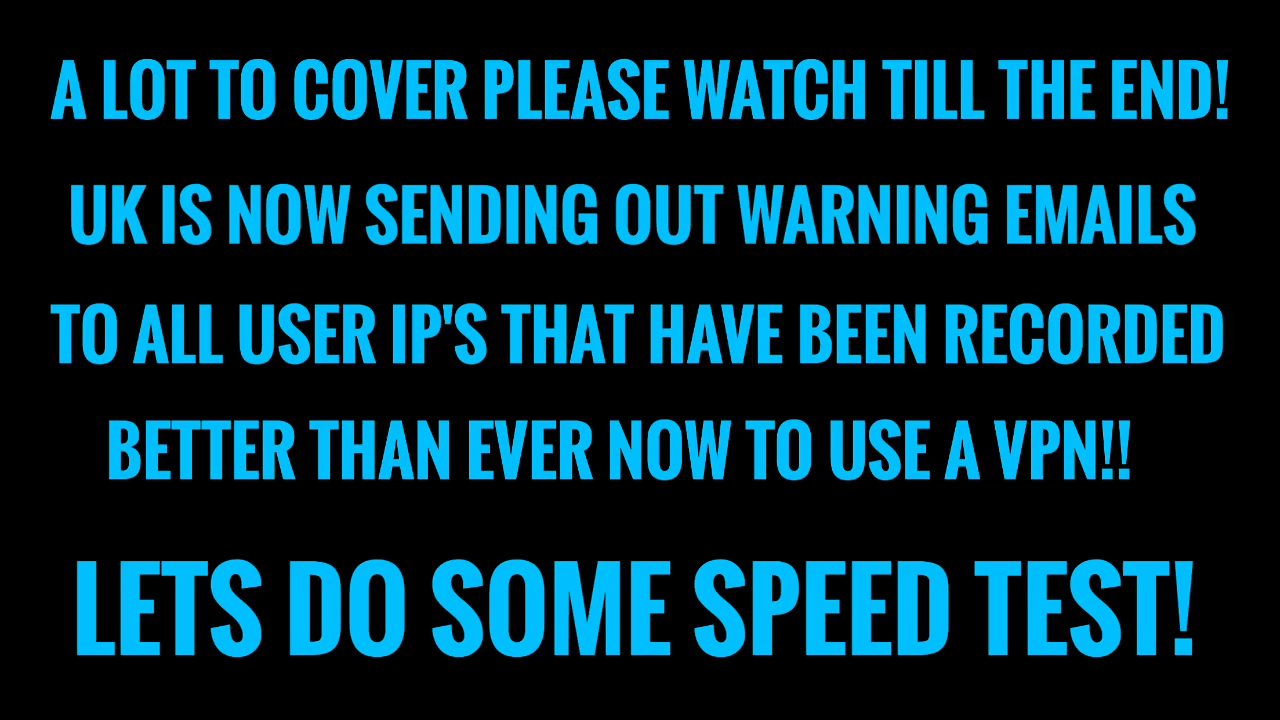 A LOT TO COVER PLEASE WATCH TILL THE END!
UK IS NOW SENDING OUT WARNING EMAILS
TO ALL USER IP'S THAT HAVE BEEN RECORDED
BETTER THAN EVER NOW TO USE A VPN!!
LETS DO SOME SPEED TEST!